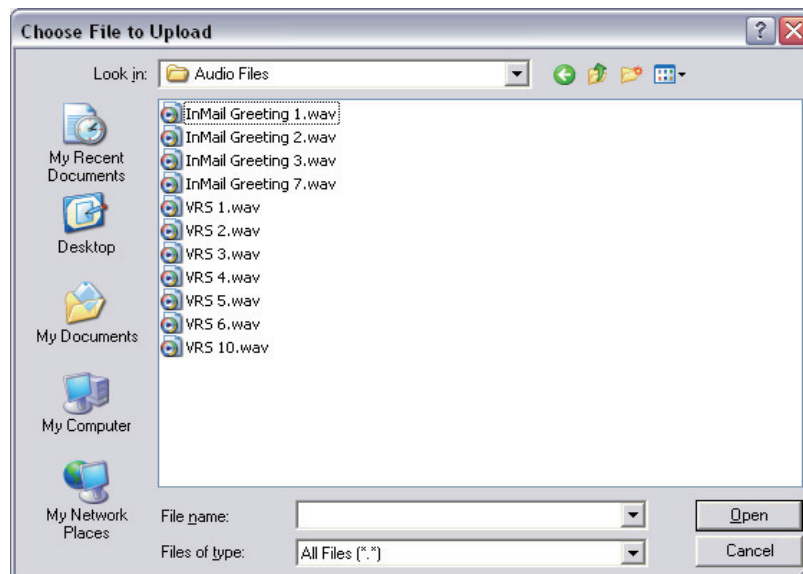 Choose File to Upload
Look in:
Audio Files
My Recent
Documents
Desktop
My Documents
My Computer
My Network
Places
InMail Greeting 1.wav
InMail Greeting 2.wav
InMail Greeting 3.wav
InMail Greeting 7.wav
VRS 1.wav
VRS 2.wav
VRS 3.wav
VRS 4.wav
VRS 5.wav
VRS 6.wav
VRS 10.wav
File name:
Open
Files of type:
All Files (*.*)
Cancel